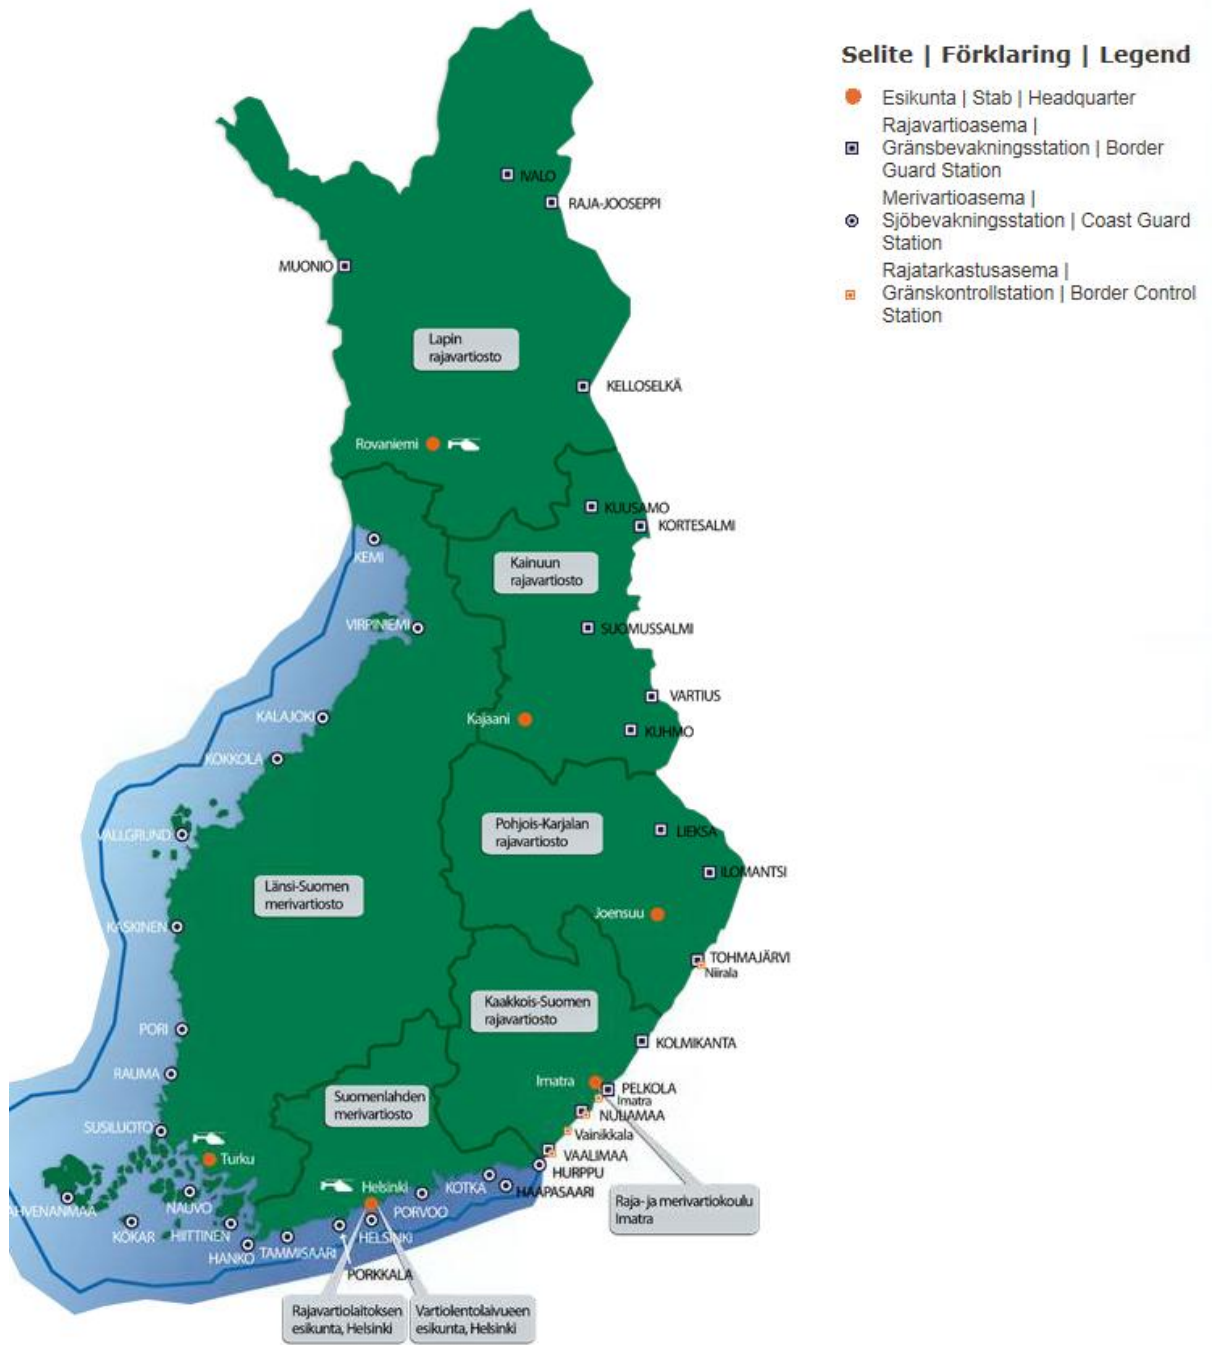 Selite | Förklaring | Legend
Esikunta | Stab | Headquarter
Rajavartioasema |
Gränsbevakningsstation | Border
Guard Station
Merivartioasema |
Sjöbevakningsstation | Coast Guard
Station
Rajatarkastusasema |
Gränskontrollstation | Border Control
Station
IVALO
RAJA-JOOSEPPI
MUONIO
Lapin
rajavartiosto
KELLOSELKÄ
Rovaniemi
KUUSAMO
KORTESALMI
KEMI
Kainuun
rajavartiosto
VIRPINIEMI
SUOMUSSALMI
VARTIUS
KALAJOKI
Kajaani
KUHMO
KOKKOLA
VALLGRUND
Pohjois-Karjalan
rajavartiosto
LIEKSA
ILOMANTSI
Länsi-Suomen
merivartiosto
Joensuu
KASKINEN
TOHMAJÄRVI
Niirala
Kaakkois-Suomen
rajavartiosto
PORI
KOLMIKANTA
RAUMA
Imatra
PELKOLA
Imatra
Suomenlahden
merivartiosto
NUIJAMAA
SUSILUOTO
Vainikkala
VAALIMAA
Turku
HURPPU
Helsinki
KOTKA
HAAPASAARI
Raja- ja merivartiokoulu
Imatra
AHVENANMAA
NAUVO
PORVOO
KÖKAR
HIITTINEN
HELSINKI
HANKO
TAMMISAARI
PORKKALA
Rajavartiolaitoksen
esikunta, Helsinki
Vartiolentolaivueen
esikunta, Helsinki